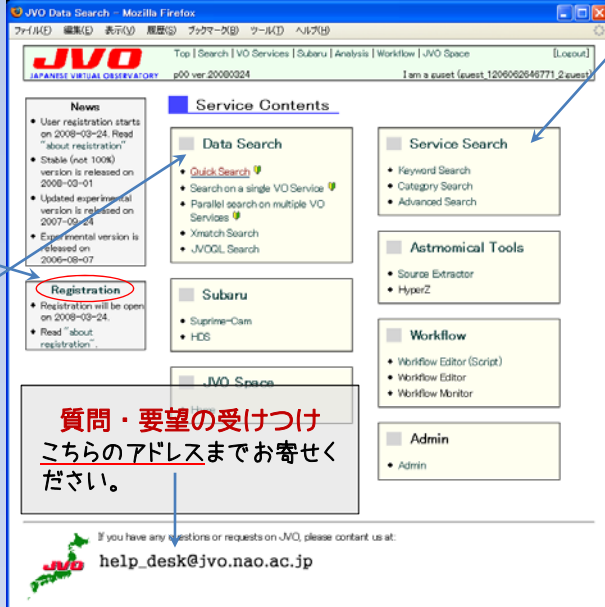 JVO Data Search - Mozilla Firefox
ファイル(F) 編集(E) 表示(V) 履歴(S) ブックマーク(B) ツール(T) ヘルプ(H)
JVO
JAPANESE VIRTUAL OBSERVATORY
Top | Search | VO Services | Subaru | Analysis | Workflow | JVO Space
[Logout]
p00 ver.20080324
I am a guset (guest_1206062646771_2 guest)
News
User registration starts
on 2008-03-24. Read
"about registration"
Stable (not 100%)
version is released on
2008-03-01
Updated experimental
version is released on
2007-09-24
Experimental version is
released on
2006-08-07
Registration
Registration will be open
on 2008-03-24.
Read "about
registration".
Service Contents
Data Search
Quick Search
Search on a single VO Service
Parallel search on multiple VO
Services
Xmatch Search
JVOQL Search
Subaru
Suprime-Cam
HDS
JVO Space
Service Search
Keyword Search
Category Search
Advanced Search
Astrnomical Tools
Source Extractor
HyperZ
Workflow
Workflow Editor (Script)
Workflow Editor
Workflow Monitor
Admin
Admin
質問・要望の受けつけ
こちらのアドレスまでお寄せく
ださい。
If you have any questions or requests on JVO, please contant us at:
JVO
help_desk@jvo.nao.ac.jp